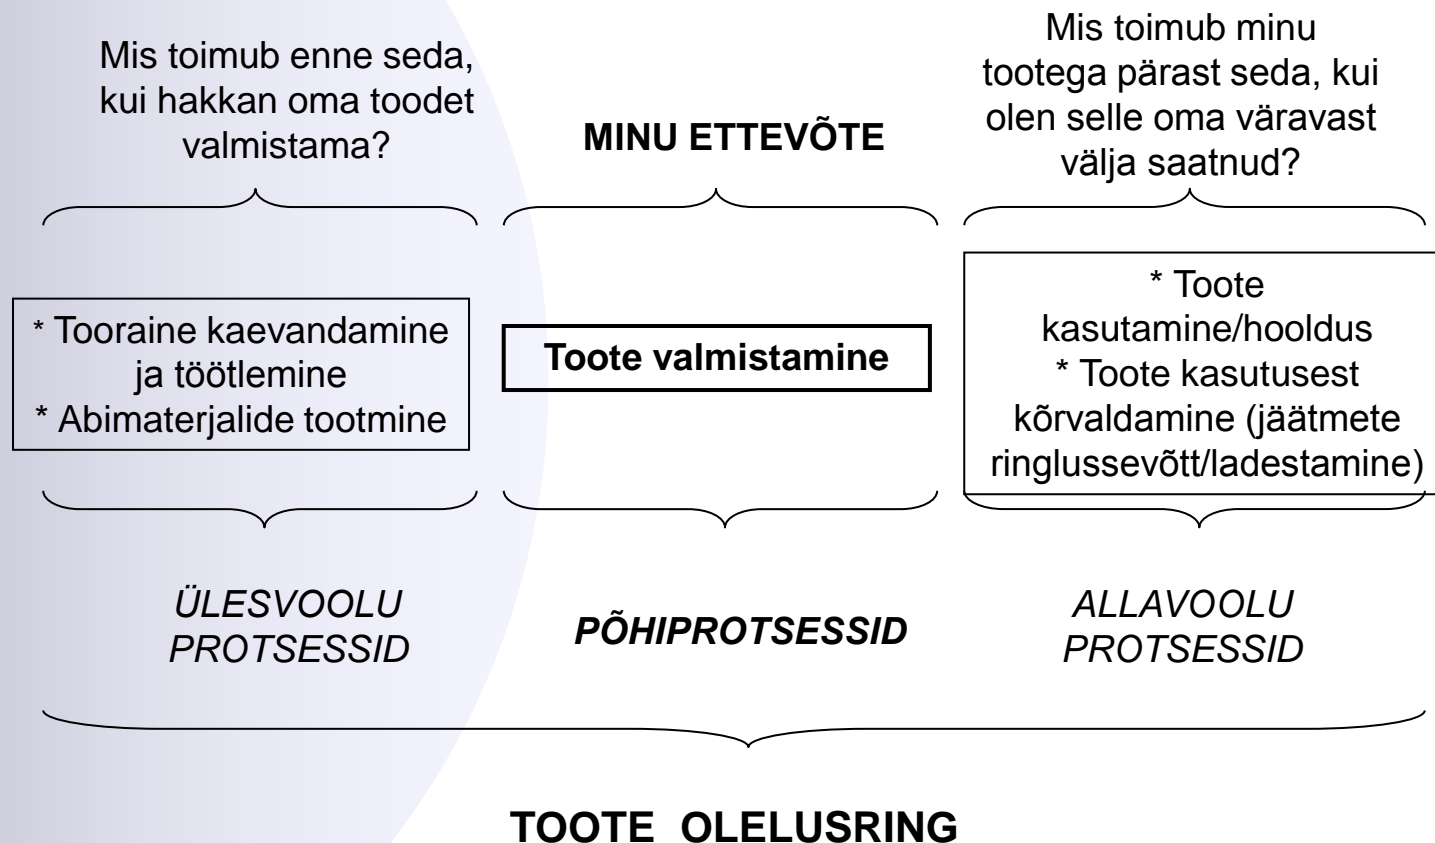 Mis toimub enne seda,
kui hakkan oma toodet
valmistama?
MINU ETTEVÕTE
Mis toimub minu
tootega pärast seda, kui
olen selle oma väravast
välja saatnud?
* Tooraine kaevandamine
ja töötlemine
* Abimaterjalide tootmine
Toote valmistamine
* Toote
kasutamine/hooldus
* Toote kasutusest
kõrvaldamine (jäätmete
ringlussevõtt/ladestamine)
ÜLESVOOLU
PROTSESSID
PÕHIPROTSESSID
ALLAVOOLU
PROTSESSID
TOOTE OLELUSRING